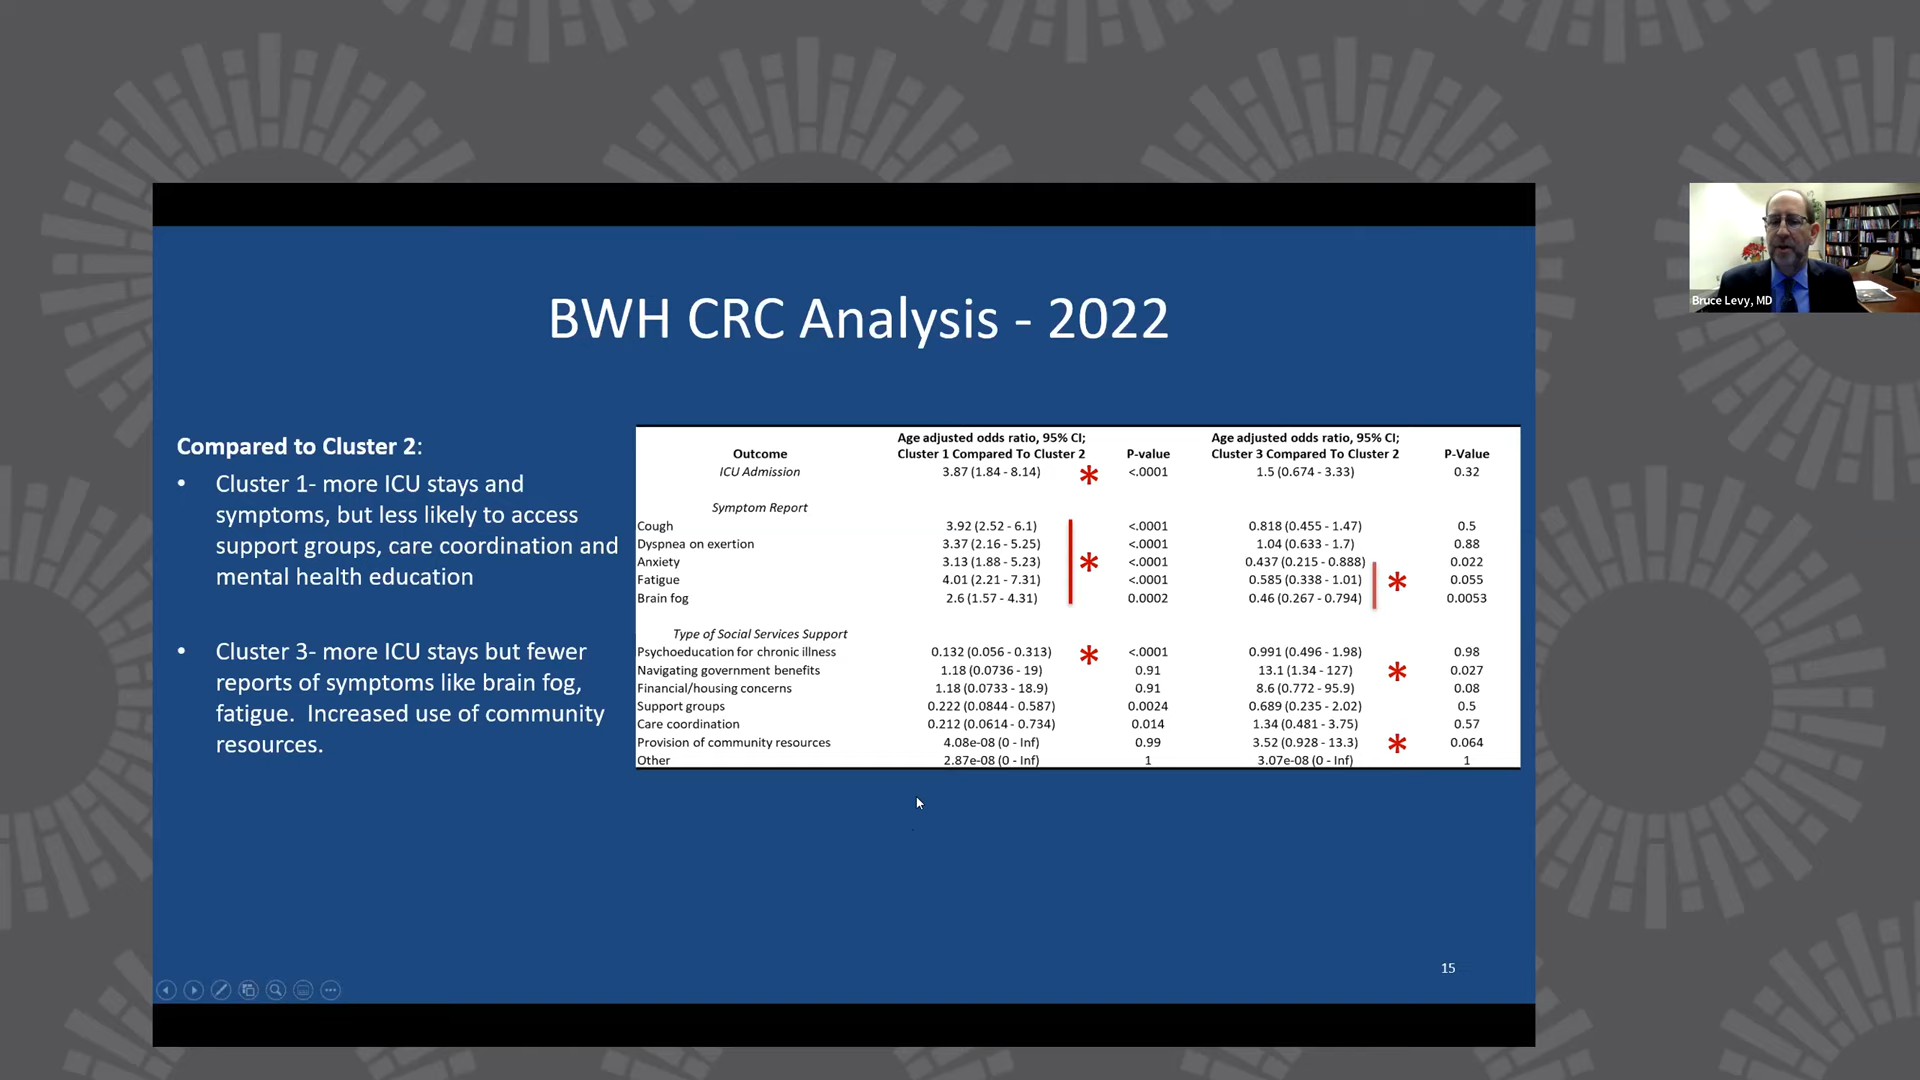 BWH CRC Analysis - 2022
Compared to Cluster 2:
• Cluster 1- more ICU stays and
symptoms, but less likely to access
support groups, care coordination and
mental health education
• Cluster 3- more ICU stays but fewer
reports of symptoms like brain fog,
fatigue. Increased use of community
resources.
Age adjusted odds ratio, 95% CI; Age adjusted odds ratio, 95% CI;
Outcome Cluster 1 Compared To Cluster 2 P-value Cluster 3 Compared To Cluster 2 P-Value
ICU Admission 3.87 (1.84 - 8.14) * <.0001 1.5 (0.674 - 3.33) 0.32
Symptom Report
Cough 3.92 (2.52 - 6.1) <.0001 0.818 (0.455 - 1.47) 0.5
Dyspnea on exertion 3.37 (2.16 - 5.25) <.0001 1.04 (0.633 - 1.7) 0.88
Anxiety 3.13 (1.88 - 5.23) * <.0001 0.437 (0.215 - 0.888) 0.022
Fatigue 4.01 (2.21 - 7.31) <.0001 0.585 (0.338 - 1.01) * 0.055
Brain fog 2.6 (1.57 - 4.31) 0.0002 0.46 (0.267 - 0.794) 0.0053
Type of Social Services Support
Psychoeducation for chronic illness 0.132 (0.056 - 0.313) * <.0001 0.991 (0.496 - 1.98) 0.98
Navigating government benefits 1.18 (0.0736 - 19) 0.91 13.1 (1.34 - 127) * 0.027
Financial/housing concerns 1.18 (0.0733 - 18.9) 0.91 8.6 (0.772 - 95.9) 0.08
Support groups 0.222 (0.0844 - 0.587) 0.0024 0.689 (0.235 - 2.02) 0.5
Care coordination 0.212 (0.0614 - 0.734) 0.014 1.34 (0.481 - 3.75) 0.57
Provision of community resources 4.08e-08 (0 - Inf) 0.99 3.52 (0.928 - 13.3) * 0.064
Other 2.87e-08 (0 - Inf) 1 3.07e-08 (0 - Inf) 1
15
Bruce Levy, MD